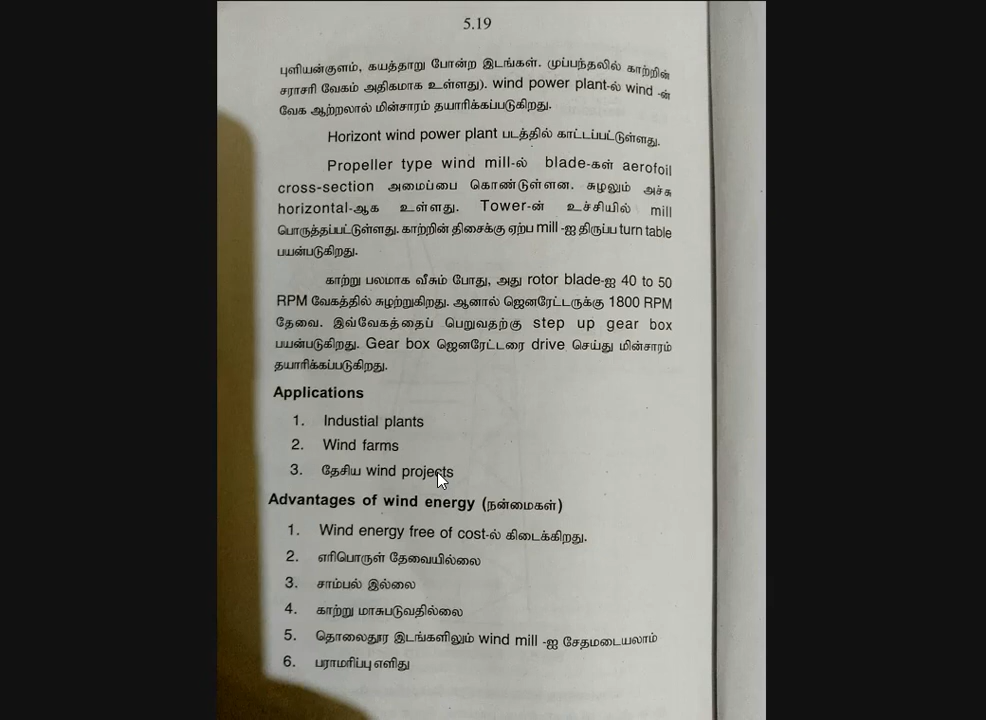 5.19
புளியன்குளம், கயத்தாறு போன்ற இடங்கள். முப்பந்தலில் காற்றின்
சராசரி வேகம் அதிகமாக உள்ளது). wind power plant-ல் wind -ன்
வேக ஆற்றலால் மின்சாரம் தயாரிக்கப்படுகிறது.
Horizont wind power plant படத்தில் காட்டப்பட்டுள்ளது.
Propeller type wind mill-ல் blade-கள் aerofoil
cross-section அமைப்பை கொண்டுள்ளன. சுழலும் அச்சு
horizontal-ஆக உள்ளது. Tower-ன் உச்சியில் mill
பொருத்தப்பட்டுள்ளது. காற்றின் திசைக்கு ஏற்ப mill -ஐ திருப்ப turn table
பயன்படுகிறது.
காற்று பலமாக வீசும் போது, அது rotor blade-ஐ 40 to 50
RPM வேகத்தில் சுழற்றுகிறது. ஆனால் ஜெனரேட்டருக்கு 1800 RPM
தேவை. இவ்வேகத்தைப் பெறுவதற்கு step up gear box
பயன்படுகிறது. Gear box ஜெனரேட்டரை drive செய்து மின்சாரம்
தயாரிக்கப்படுகிறது.
Applications
1. Industial plants
2. Wind farms
3. தேசிய wind projects
Advantages of wind energy (நன்மைகள்)
1. Wind energy free of cost-ல் கிடைக்கிறது.
2. எரிபொருள் தேவையில்லை
3. சாம்பல் இல்லை
4. காற்று மாசுபடுவதில்லை
5. தொலைதூர இடங்களிலும் wind mill -ஐ சேதமடையலாம்
6. பராமரிப்பு எளிது